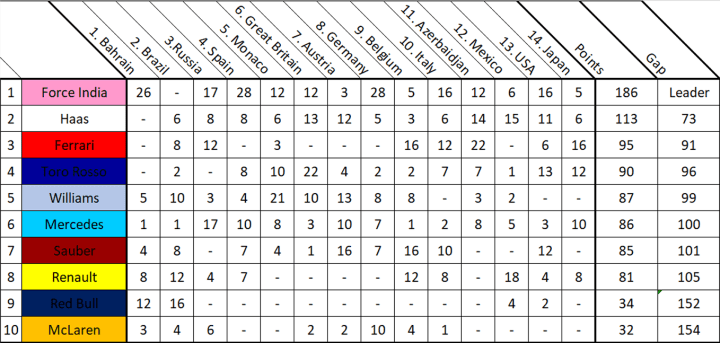 1. Bahrain
2. Brazil
3.Russia
4. Spain
5. Monaco
6. Great Britain
7. Austria
8. Germany
9. Belgium
10. Italy
11. Azerbaidjan
12. Mexico
13. USA
14. Japan
Points
Gap
1 Force India 26 - 17 28 12 12 3 28 5 16 12 6 16 5 186 Leader
2 Haas - 6 8 8 6 13 12 5 3 6 14 15 11 6 113 73
3 Ferrari - 8 12 - 3 - - - 16 12 22 - 6 16 95 91
4 Toro Rosso - 2 - 8 10 22 4 2 2 7 7 1 13 12 90 96
5 Williams 5 10 3 4 21 10 13 8 8 - 3 2 - - 87 99
6 Mercedes 1 1 17 10 8 3 10 7 1 2 8 5 3 10 86 100
7 Sauber 4 8 - 7 4 1 16 7 16 10 - - 12 - 85 101
8 Renault 8 12 4 7 - - - - 12 8 - 18 4 8 81 105
9 Red Bull 12 16 - - - - - - - - - 4 2 - 34 152
10 McLaren 3 4 6 - - 2 2 10 4 1 - - - - 32 154